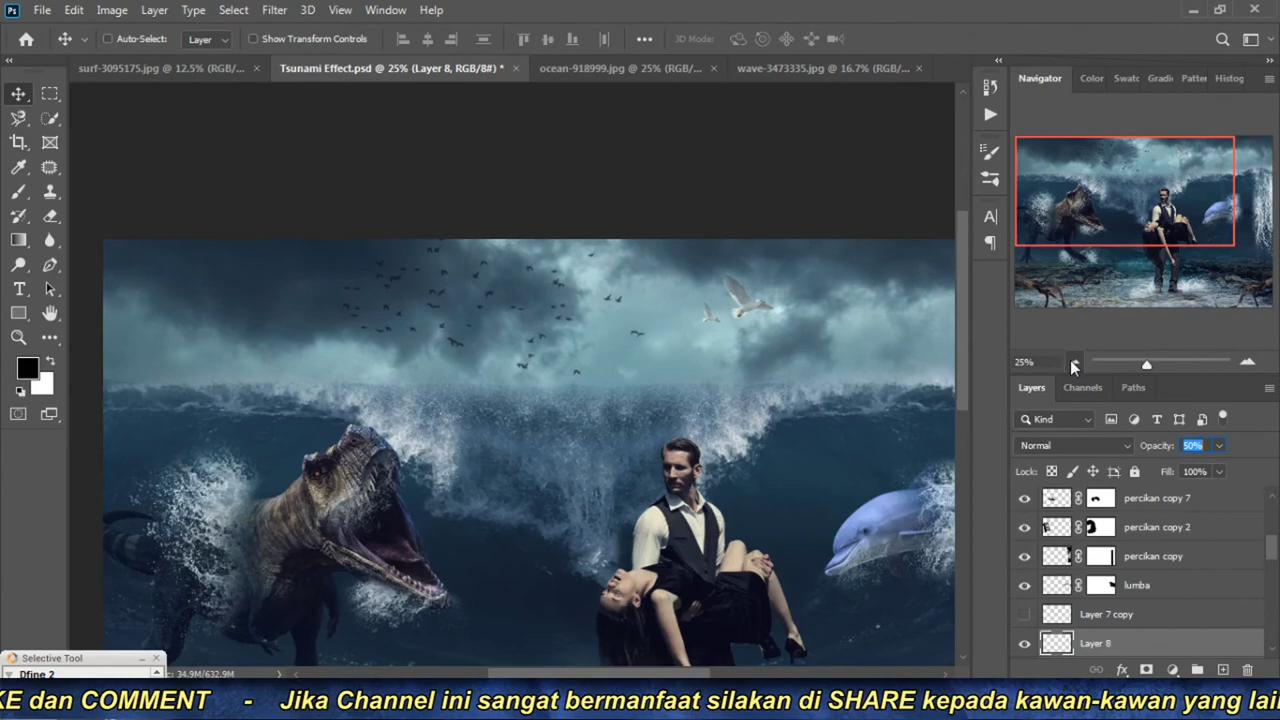 Ps File Edit Image Layer Type Select Filter 3D View Window Help
Auto-Select: Layer Show Transform Controls 3D Mode:
surf-3095175.jpg @ 12.5% (RGB/... × Tsunami Effect.psd @ 25% (Layer 8, RGB/8#) * × ocean-918999.jpg @ 25% (RGB/... × wave-3473335.jpg @ 16.7% (RGB/... ×
Navigator Color Swatc Gradi Patter Histog
25%
Layers Channels Paths
Kind
Normal Opacity: 50%
Lock: Fill: 100%
percikan copy 7
percikan copy 2
percikan copy
lumba
Layer 7 copy
Layer 8
Selective Tool
Dfine 2
34.9M/632.9M
KE dan COMMENT - Jika Channel ini sangat bermanfaat silakan di SHARE kepada kawan-kawan yang lai